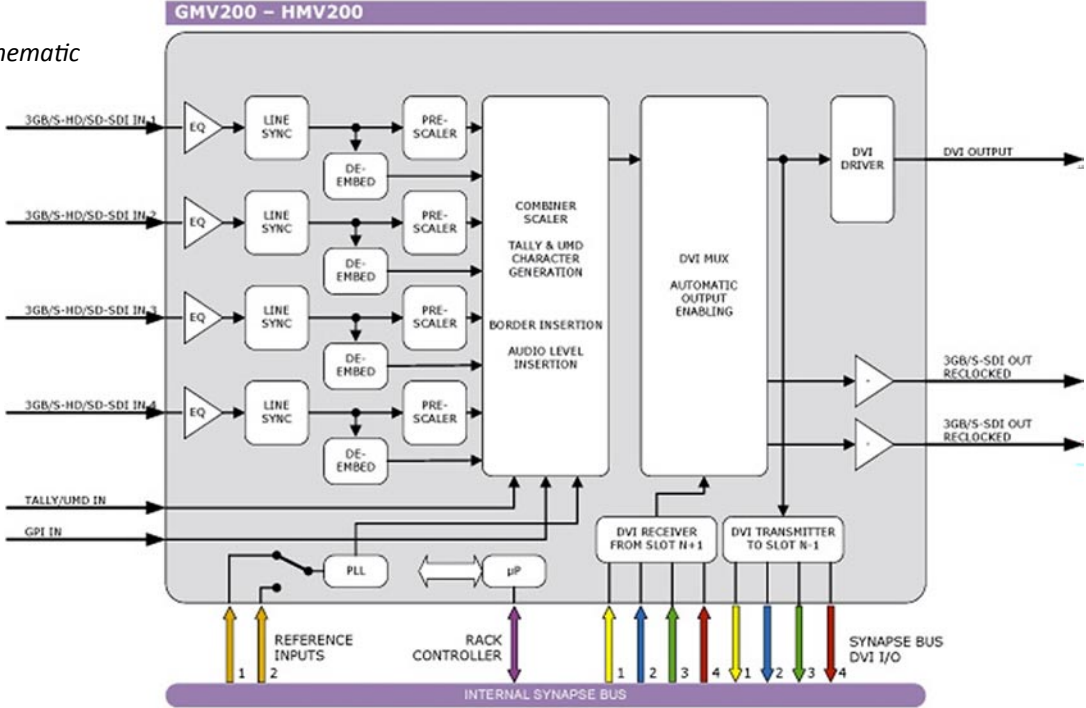 GMV200 – HMV200
nematic
3GB/S-HD/SD-SDI IN 1
EQ
LINE
SYNC
PRE-
SCALER
DE-
EMBED
3GB/S-HD/SD-SDI IN 2
EQ
LINE
SYNC
PRE-
SCALER
DE-
EMBED
3GB/S-HD/SD-SDI IN 3
EQ
LINE
SYNC
PRE-
SCALER
DE-
EMBED
3GB/S-HD/SD-SDI IN 4
EQ
LINE
SYNC
PRE-
SCALER
DE-
EMBED
COMBINER
SCALER
TALLY & UMD
CHARACTER
GENERATION
BORDER INSERTION
AUDIO LEVEL
INSERTION
DVI MUX
AUTOMATIC
OUTPUT
ENABLING
DVI
DRIVER
DVI OUTPUT
3GB/S-SDI OUT
RECLOCKED
3GB/S-SDI OUT
RECLOCKED
TALLY/UMD IN
GPI IN
PLL
µP
DVI RECEIVER
FROM SLOT N+1
DVI TRANSMITTER
TO SLOT N-1
REFERENCE
INPUTS
1 2
RACK
CONTROLLER
1 2 3 4
1 2 3 4
SYNAPSE BUS
DVI I/O
INTERNAL SYNAPSE BUS